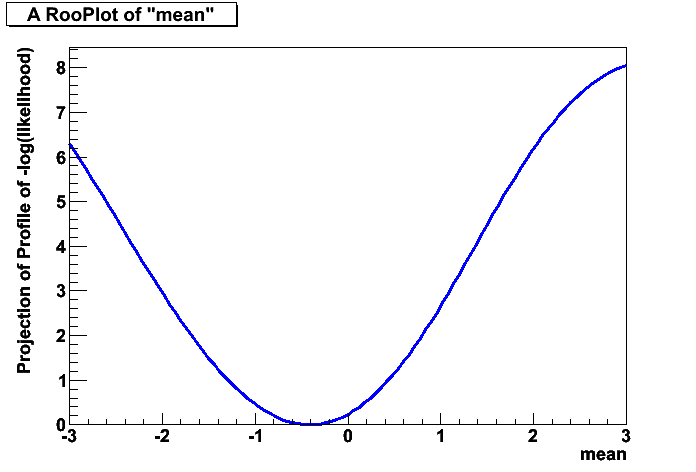 A RooPlot of "mean"
Projection of Profile of -log(likelihood)
8
7
6
5
4
3
2
1
0
-3 -2 -1 0 1 2 3
mean